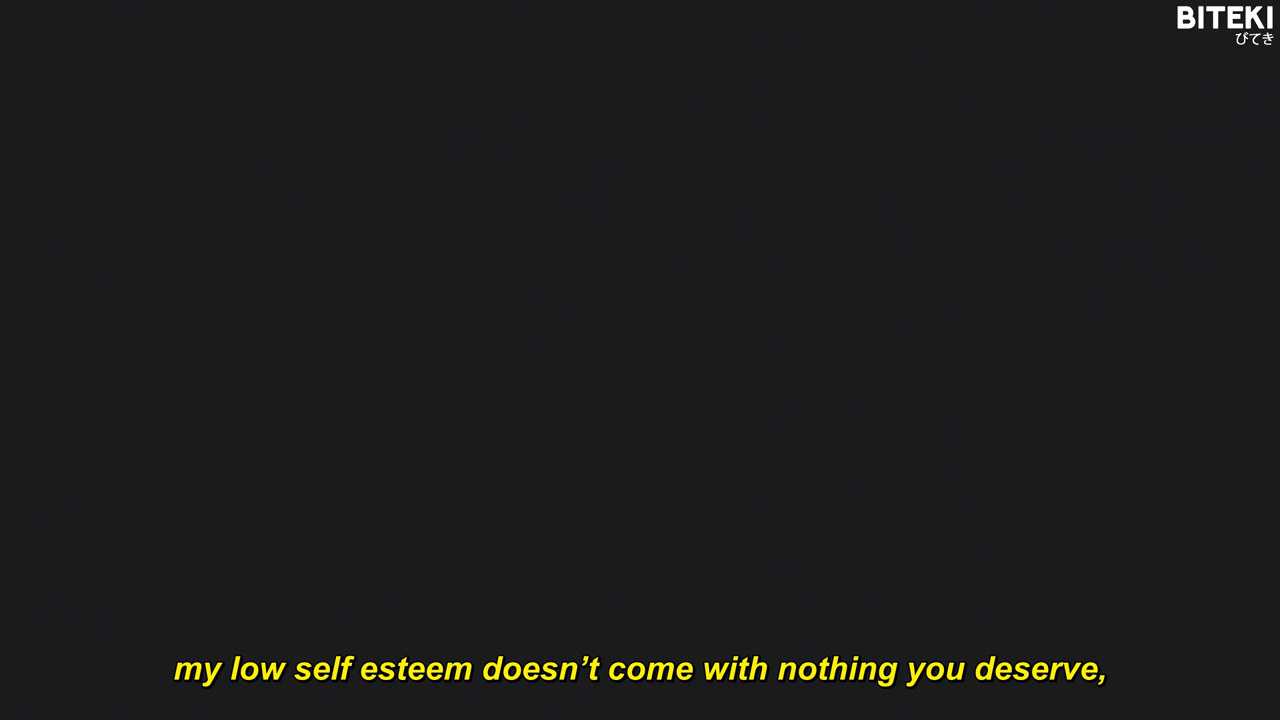 BITEKI
びてき
my low self esteem doesn’t come with nothing you deserve,